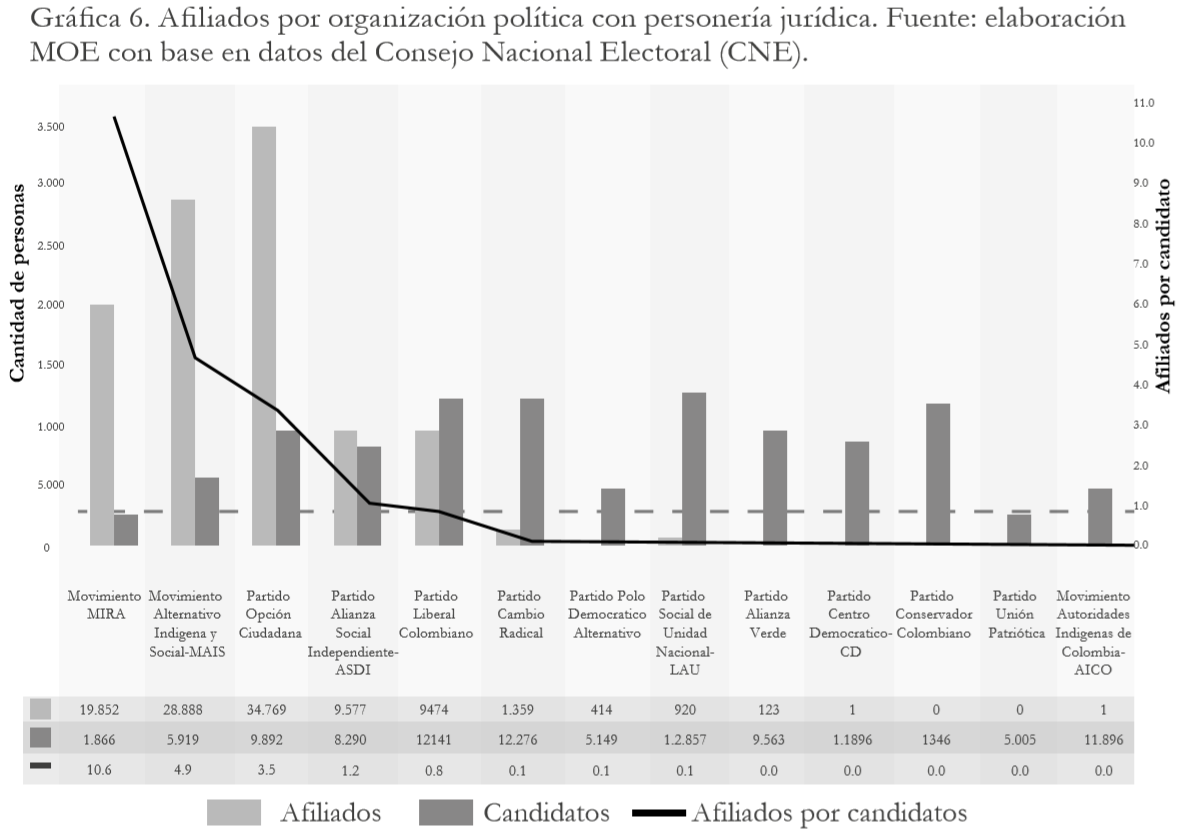 Gráfica 6. Afiliados por organización política con personería jurídica. Fuente: elaboración
MOE con base en datos del Consejo Nacional Electoral (CNE).
Cantidad de personas
3.500
3.000
2.500
2.000
1.500
1.000
5.000
0
11.0
10.0
9.0
8.0
7.0
6.0
5.0
4.0
3.0
2.0
1.0
0.0
Afiliados por candidato
Movimiento
MIRA
Movimiento
Alternativo
Indigena y
Social-MAIS
Partido
Opción
Ciudadana
Partido
Alianza
Social
Independiente-
ASDI
Partido
Liberal
Colombiano
Partido
Cambio
Radical
Partido Polo
Democratico
Alternativo
Partido
Social de
Unidad
Nacional-
LAU
Partido
Alianza
Verde
Partido
Centro
Democratico-
CD
Partido
Conservador
Colombiano
Partido
Unión
Patriótica
Movimiento
Autoridades
Indigenas de
Colombia-
AICO
19.852 28.888 34.769 9.577 9474 1.359 414 920 123 1 0 0 1
1.866 5.919 9.892 8.290 12141 12.276 5.149 1.2.857 9.563 1.1896 1346 5.005 11.896
10.6 4.9 3.5 1.2 0.8 0.1 0.1 0.1 0.0 0.0 0.0 0.0 0.0
Afiliados Candidatos Afiliados por candidatos